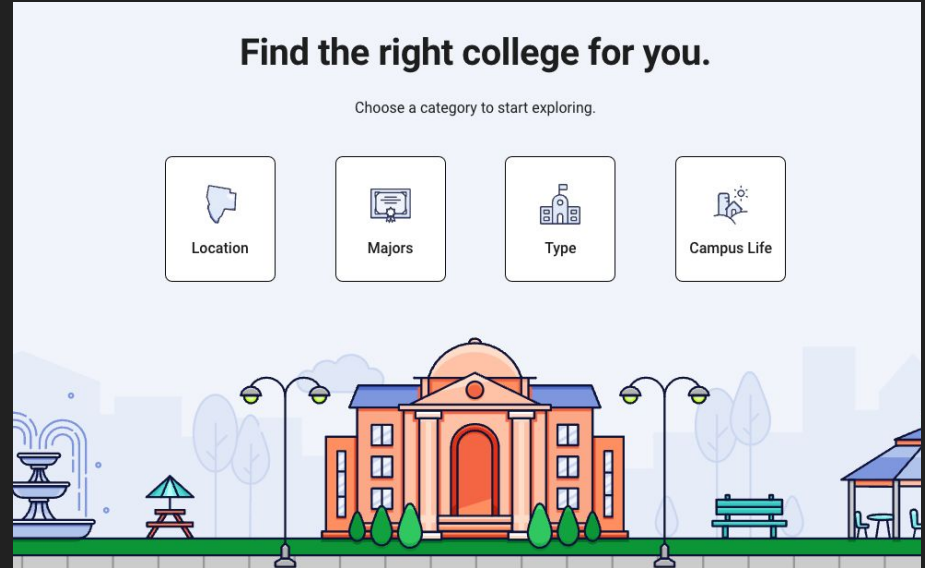 Find the right college for you.
Choose a category to start exploring.
Location
Majors
Type
Campus Life